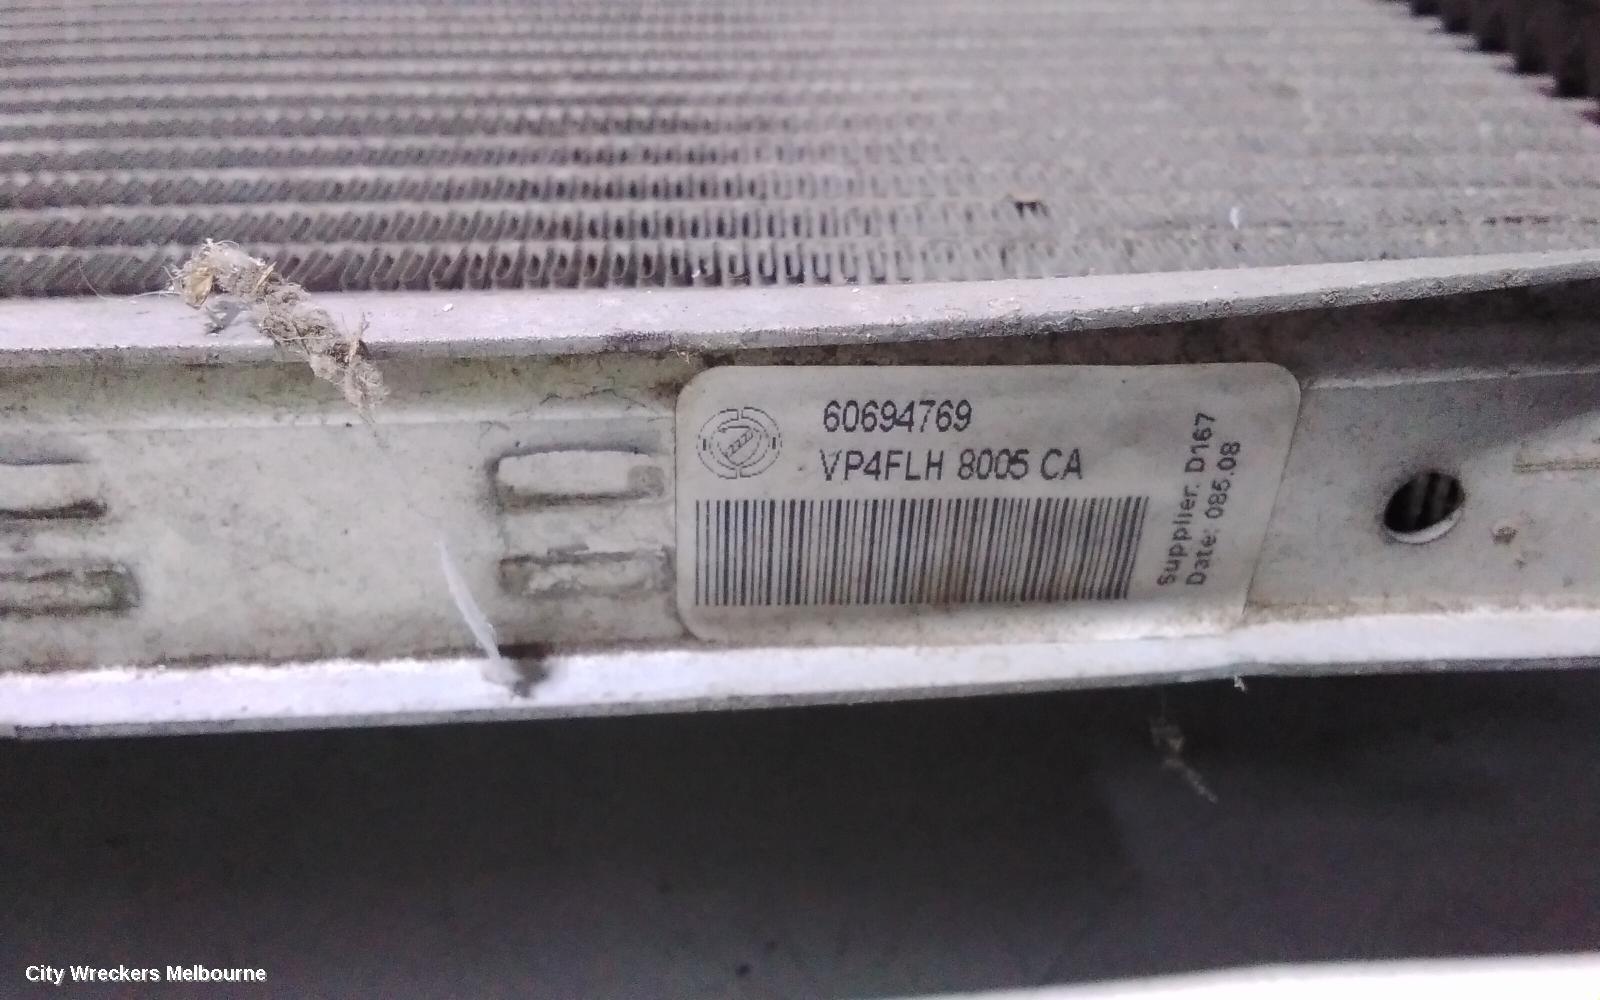 60694769
VP4FLH 8005 CA
Supplier: D167
Date: 085.08
City Wreckers Melbourne